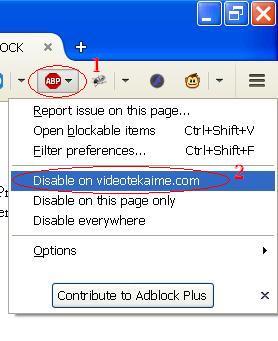 LOCK
1
ABP
Report issue on this page...
Open blockable items Ctrl+Shift+V
Filter preferences... Ctrl+Shift+F
Disable on videotekaime.com
2
Disable on this page only
Disable everywhere
Options
Contribute to Adblock Plus